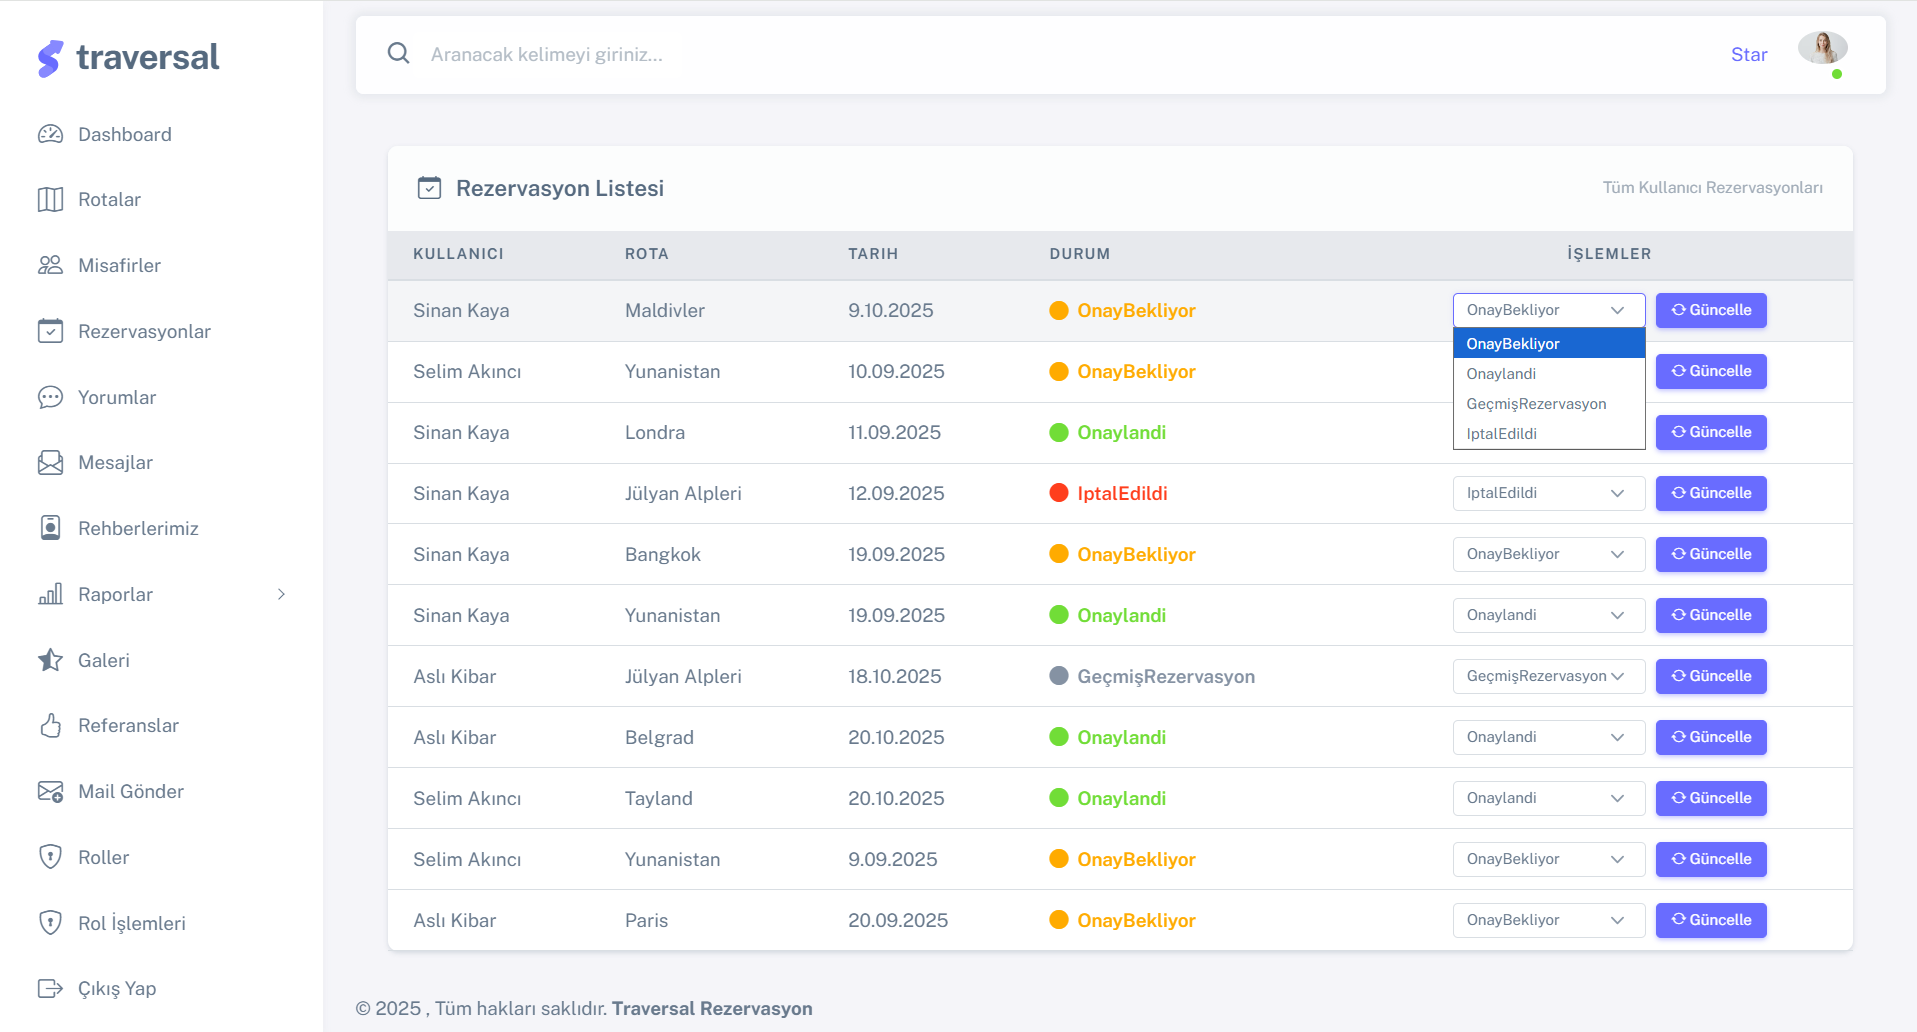 traversal
Aranacak kelimeyi giriniz...
Star
Dashboard
Rotalar
Misafirler
Rezervasyonlar
Yorumlar
Mesajlar
Rehberlerimiz
Raporlar
Galeri
Referanslar
Mail Gönder
Roller
Rol İşlemleri
Çıkış Yap
Rezervasyon Listesi
Tüm Kullanıcı Rezervasyonları
KULLANICI ROTA TARIH DURUM İŞLEMLER
Sinan Kaya Maldivler 9.10.2025 OnayBekliyor OnayBekliyor Güncelle
OnayBekliyor
Onaylandi
GeçmişRezervasyon
IptalEdildi
Selim Akıncı Yunanistan 10.09.2025 OnayBekliyor Güncelle
Sinan Kaya Londra 11.09.2025 Onaylandi Güncelle
Sinan Kaya Jülyan Alpleri 12.09.2025 IptalEdildi IptalEdildi Güncelle
Sinan Kaya Bangkok 19.09.2025 OnayBekliyor OnayBekliyor Güncelle
Sinan Kaya Yunanistan 19.09.2025 Onaylandi Onaylandi Güncelle
Aslı Kibar Jülyan Alpleri 18.10.2025 GeçmişRezervasyon GeçmişRezervasyon Güncelle
Aslı Kibar Belgrad 20.10.2025 Onaylandi Onaylandi Güncelle
Selim Akıncı Tayland 20.10.2025 Onaylandi Onaylandi Güncelle
Selim Akıncı Yunanistan 9.09.2025 OnayBekliyor OnayBekliyor Güncelle
Aslı Kibar Paris 20.09.2025 OnayBekliyor OnayBekliyor Güncelle
© 2025 , Tüm hakları saklıdır. Traversal Rezervasyon